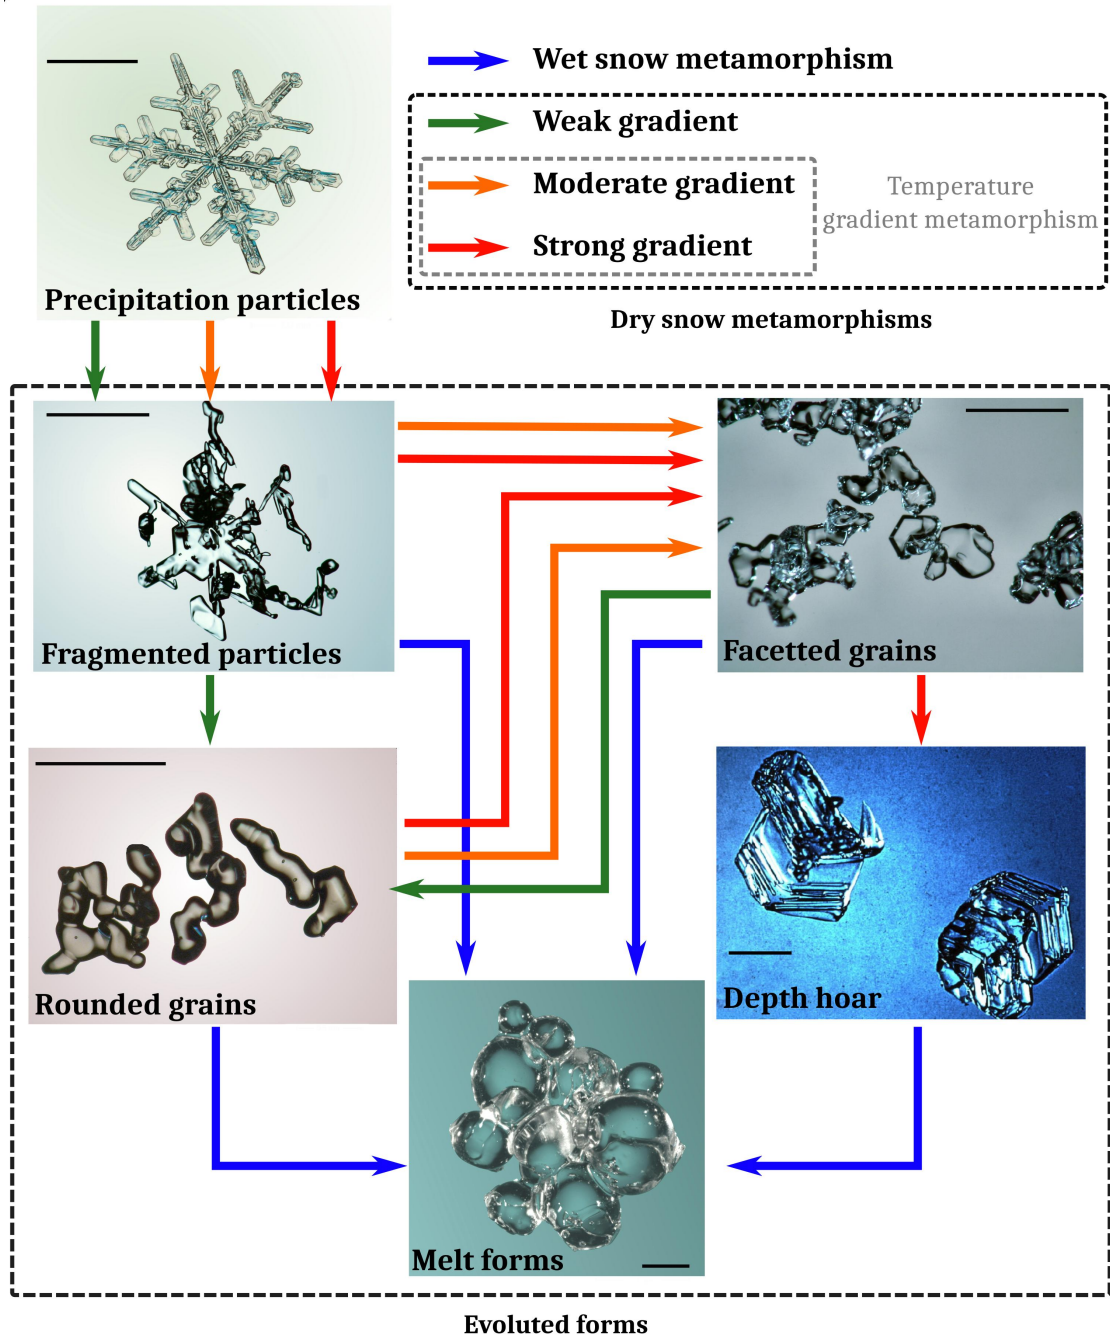 Wet snow metamorphism
Weak gradient
Moderate gradient
Strong gradient
Temperature
gradient metamorphism
Dry snow metamorphisms
Precipitation particles
Fragmented particles
Facetted grains
Rounded grains
Depth hoar
Melt forms
Evoluted forms